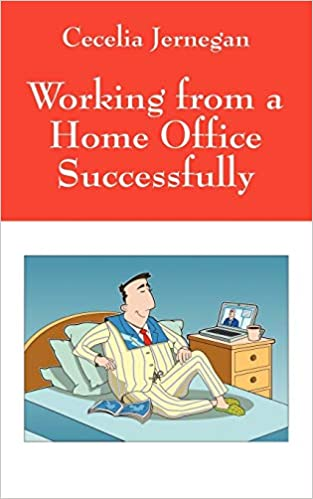 Cecelia Jernegan
Working from a
Home Office
Successfully